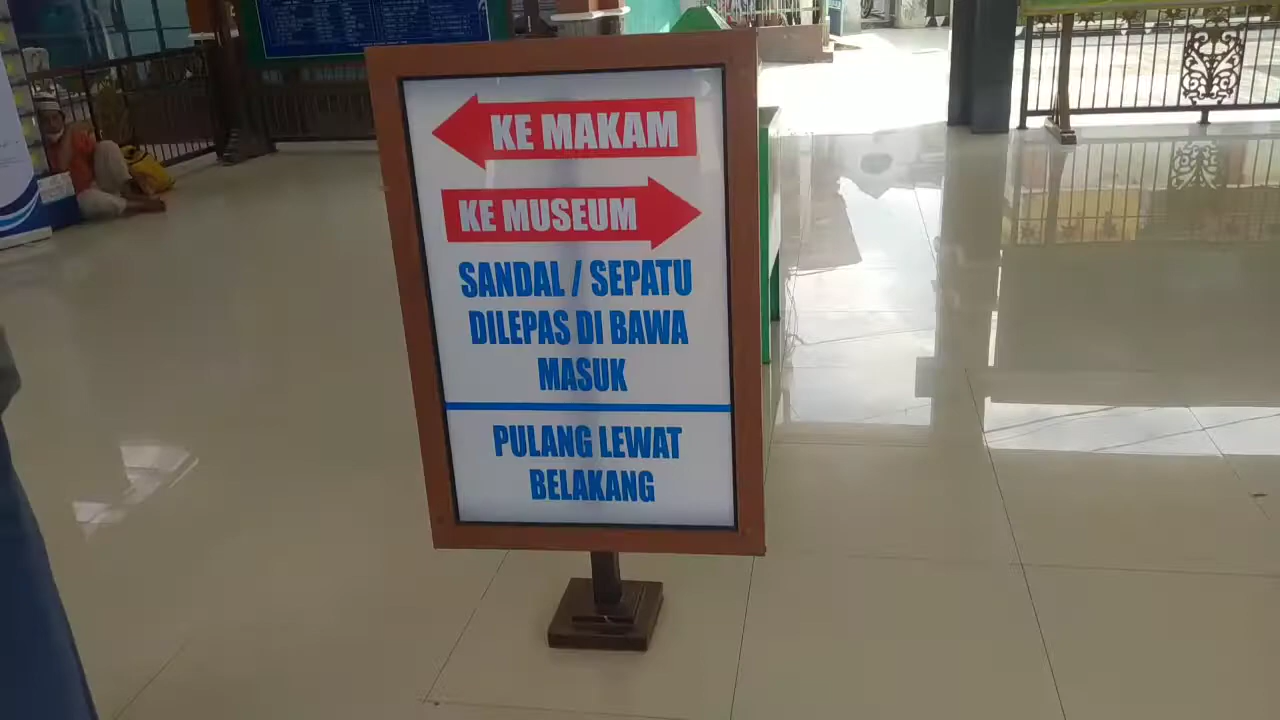 KE MAKAM
KE MUSEUM
SANDAL / SEPATU
DILEPAS DI BAWA
MASUK
PULANG LEWAT
BELAKANG